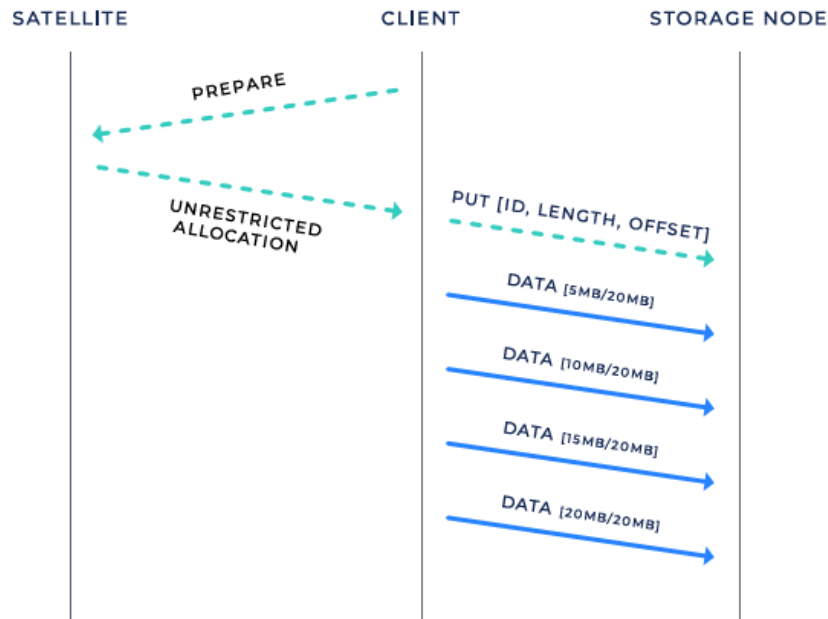 SATELLITE
CLIENT
STORAGE NODE
PREPARE
UNRESTRICTED
ALLOCATION
PUT [ID, LENGTH, OFFSET]
DATA [5MB/20MB]
DATA [10MB/20MB]
DATA [15MB/20MB]
DATA [20MB/20MB]